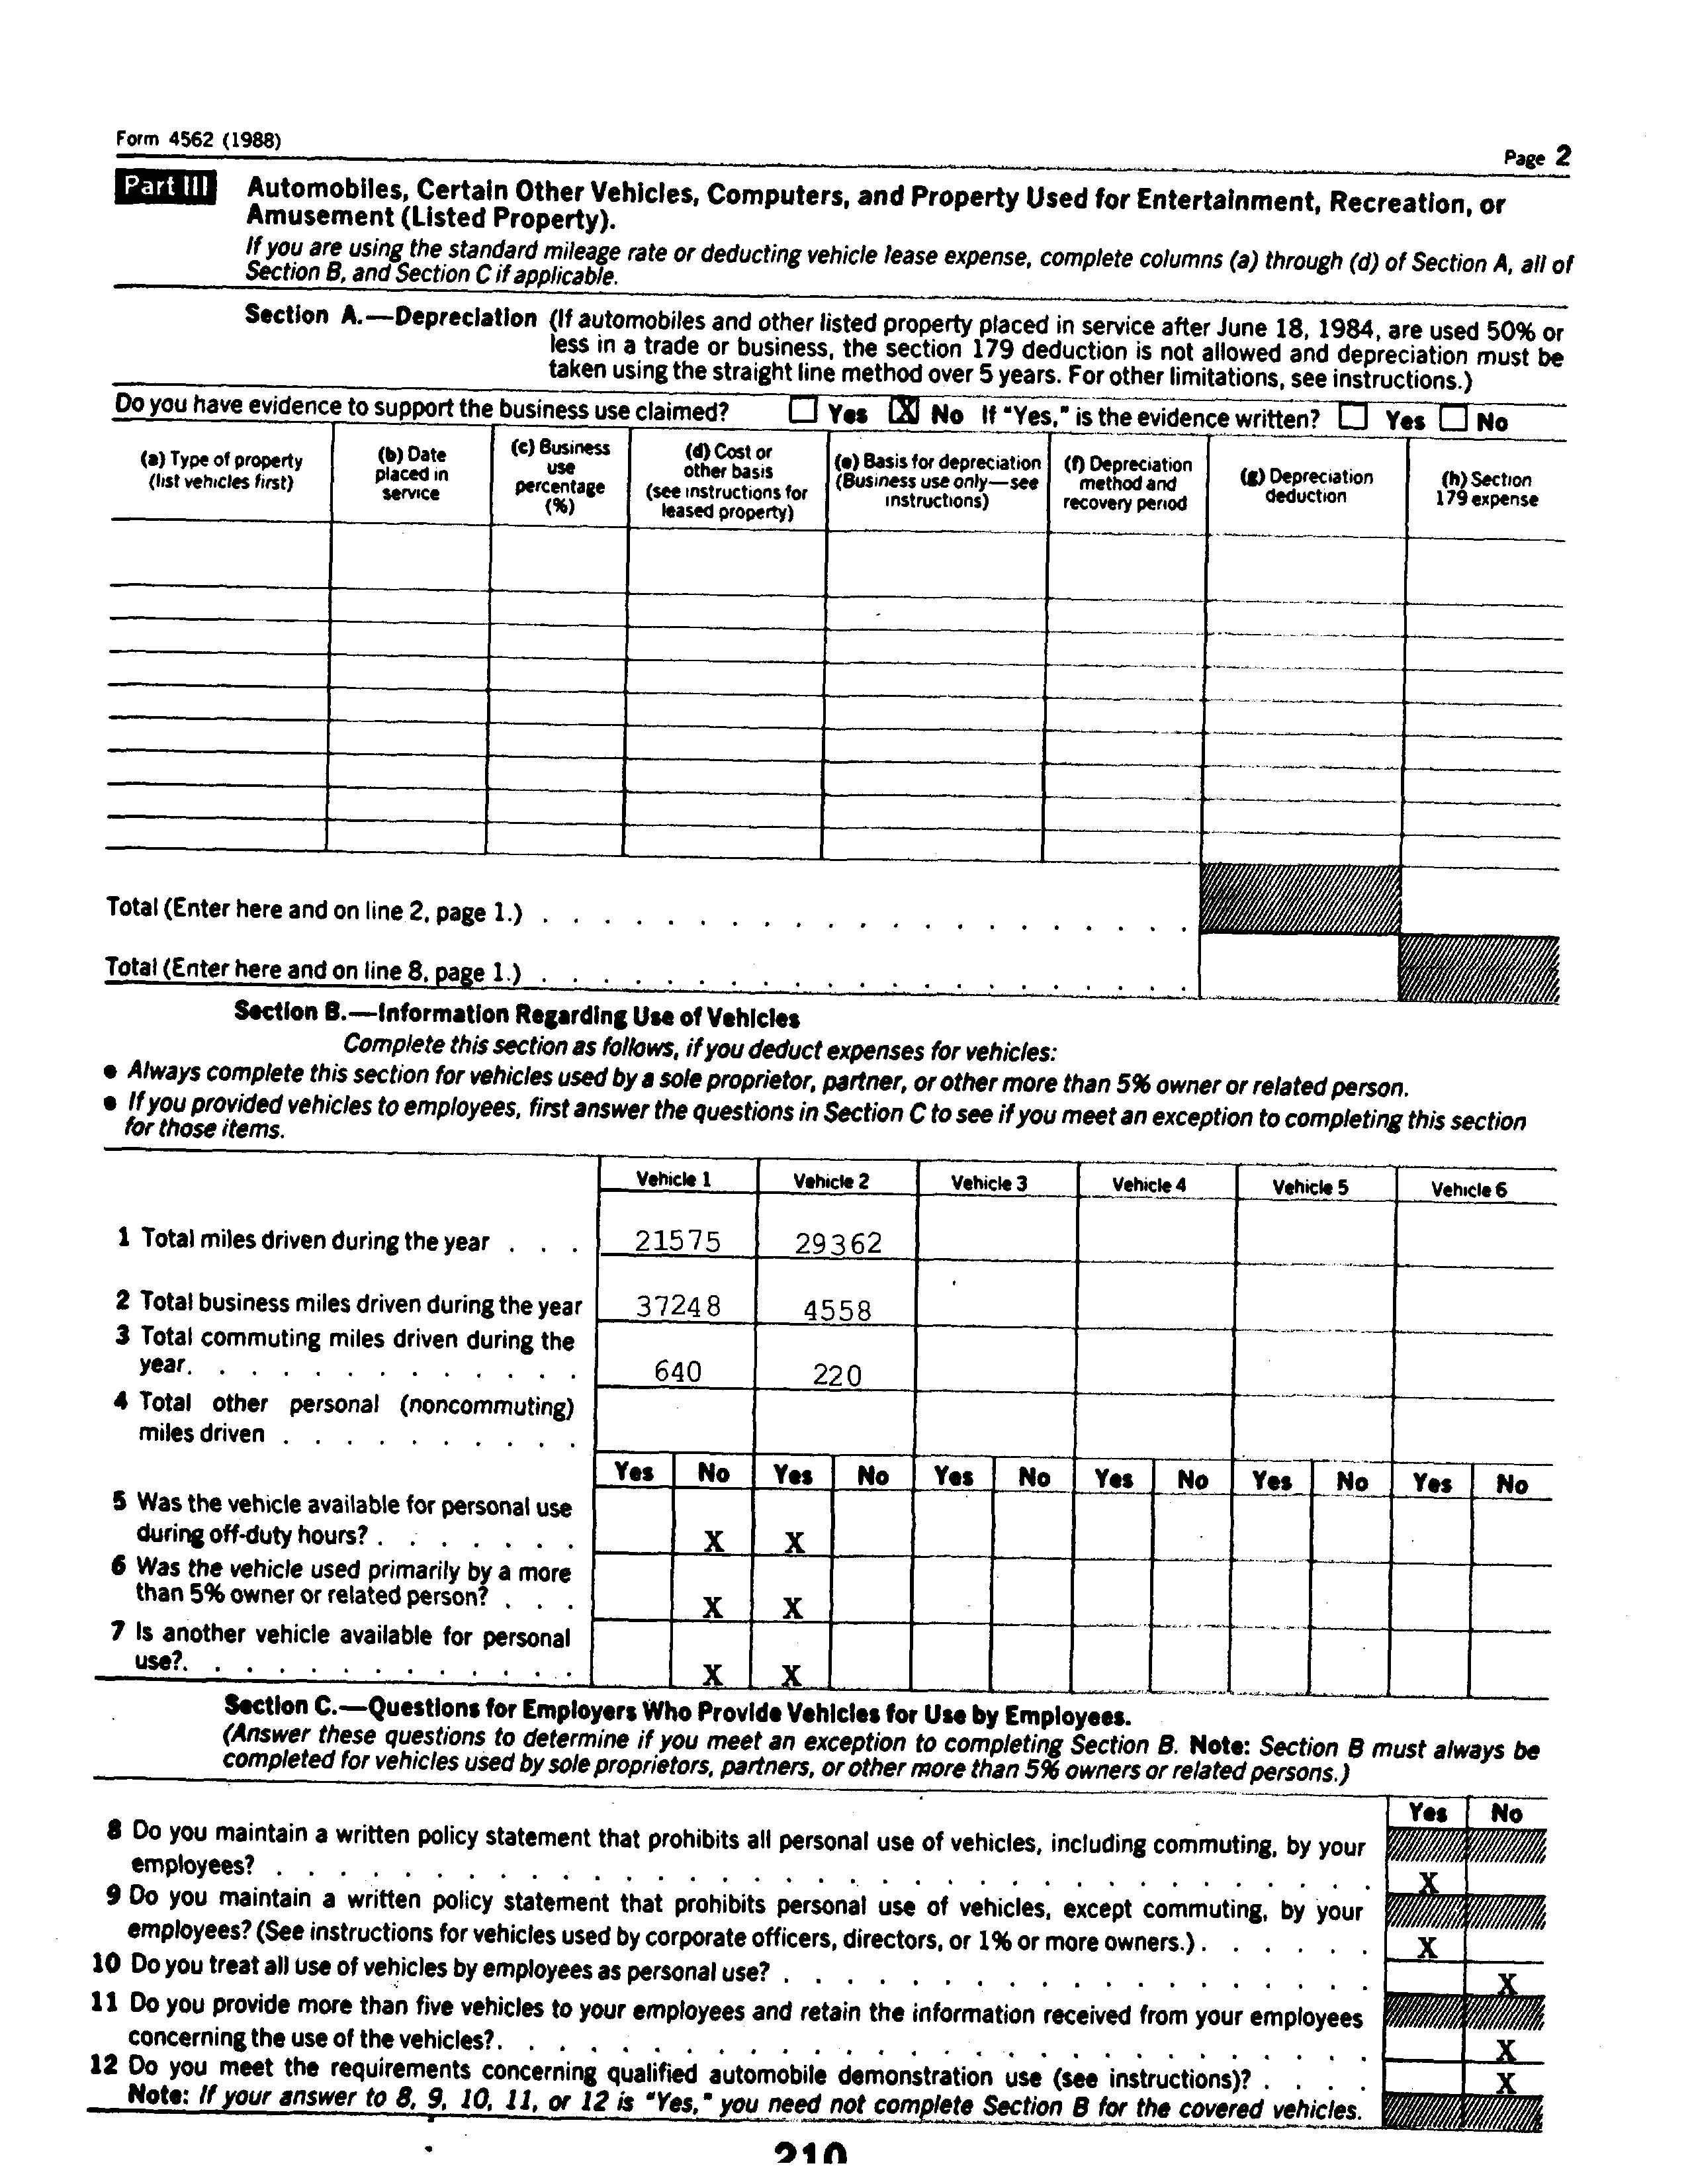 Form 4562 (1988)
Page 2
Part III Automobiles, Certain Other Vehicles, Computers, and Property Used for Entertainment, Recreation, or
Amusement (Listed Property).
If you are using the standard mileage rate or deducting vehicle lease expense, complete columns (a) through (d) of Section A, all of
Section B, and Section C if applicable.
Section A.—Depreciation (If automobiles and other listed property placed in service after June 18, 1984, are used 50% or
less in a trade or business, the section 179 deduction is not allowed and depreciation must be
taken using the straight line method over 5 years. For other limitations, see instructions.)
Do you have evidence to support the business use claimed? Yes X No If "Yes," is the evidence written? Yes No
(a) Type of property
(list vehicles first)
(b) Date
placed in
service
(c) Business
use
percentage
(%)
(d) Cost or
other basis
(see instructions for
leased property)
(e) Basis for depreciation
(Business use only—see
instructions)
(f) Depreciation
method and
recovery period
(g) Depreciation
deduction
(h) Section
179 expense
Total (Enter here and on line 2, page 1.) . . . . . . . . . . . . . . . . . . .
Total (Enter here and on line 8, page 1.) . . . . . . . . . . . . . . . . . . .
Section B.—Information Regarding Use of Vehicles
Complete this section as follows, if you deduct expenses for vehicles:
● Always complete this section for vehicles used by a sole proprietor, partner, or other more than 5% owner or related person.
● If you provided vehicles to employees, first answer the questions in Section C to see if you meet an exception to completing this section
for those items.
Vehicle 1 Vehicle 2 Vehicle 3 Vehicle 4 Vehicle 5 Vehicle 6
1 Total miles driven during the year . . . 21575 29362
2 Total business miles driven during the year 37248 4558
3 Total commuting miles driven during the
year. . . . . . . . . . . . . 640 220
4 Total other personal (noncommuting)
miles driven . . . . . . . . . .
Yes No Yes No Yes No Yes No Yes No Yes No
5 Was the vehicle available for personal use
during off-duty hours? . . . . . . . X X
6 Was the vehicle used primarily by a more
than 5% owner or related person? . . . X X
7 Is another vehicle available for personal
use?. . . . . . . . . . . . . X X
Section C.—Questions for Employers Who Provide Vehicles for Use by Employees.
(Answer these questions to determine if you meet an exception to completing Section B. Note: Section B must always be
completed for vehicles used by sole proprietors, partners, or other more than 5% owners or related persons.)
Yes No
8 Do you maintain a written policy statement that prohibits all personal use of vehicles, including commuting, by your
employees? . . . . . . . . . . . . . . . . . . . . . . . . . . . . . . . . . . X
9 Do you maintain a written policy statement that prohibits personal use of vehicles, except commuting, by your
employees? (See instructions for vehicles used by corporate officers, directors, or 1% or more owners.) . . . . . . X
10 Do you treat all use of vehicles by employees as personal use? . . . . . . . . . . . . . . . . . . X
11 Do you provide more than five vehicles to your employees and retain the information received from your employees
concerning the use of the vehicles?. . . . . . . . . . . . . . . . . . . . . . . . . . . X
12 Do you meet the requirements concerning qualified automobile demonstration use (see instructions)? . . . . X
Note: If your answer to 8, 9, 10, 11, or 12 is "Yes," you need not complete Section B for the covered vehicles.
210